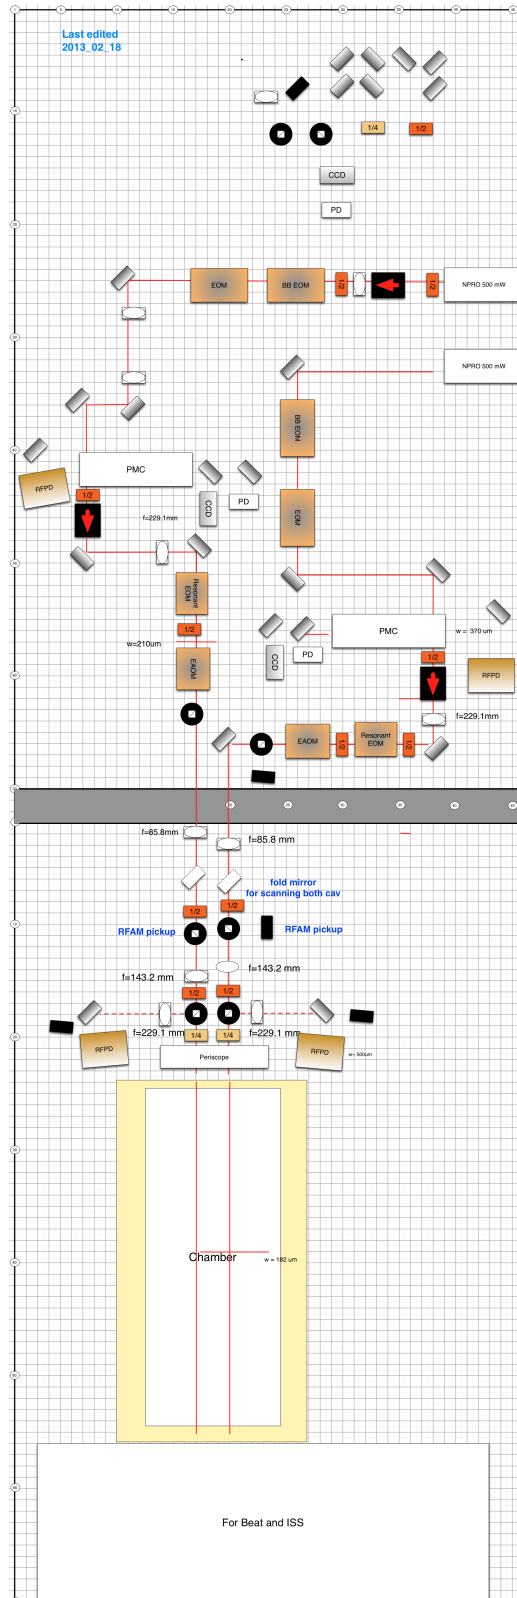 Last edited
2013_02_18
1/4
1/2
CCD
PD
EOM
BB EOM
1/2
1/2
NPRO 500 mW
NPRO 500 mW
BB EOM
PMC
RFPD
1/2
CCD
PD
f=229.1mm
EOM
Resonant
EOM
1/2
w=210um
EAOM
PMC
w = 370 um
CCD
PD
1/2
RFPD
f=229.1mm
EAOM
1/2
Resonant
EOM
1/2
f=85.8mm
f=85.8 mm
fold mirror
for scanning both cav
1/2
1/2
RFAM pickup
RFAM pickup
f=143.2 mm
f=143.2 mm
1/2
1/2
f=229.1 mm
f=229.1 mm
1/4
1/4
RFPD
RFPD
Periscope
w~ 500um
Chamber
w = 182 um
For Beat and ISS